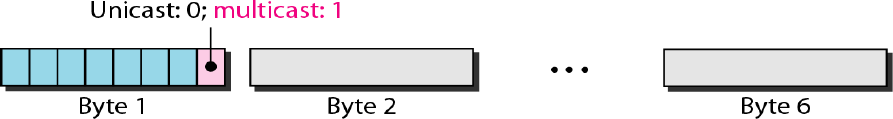 Unicast: 0; multicast: 1
...
Byte 1 Byte 2 Byte 6